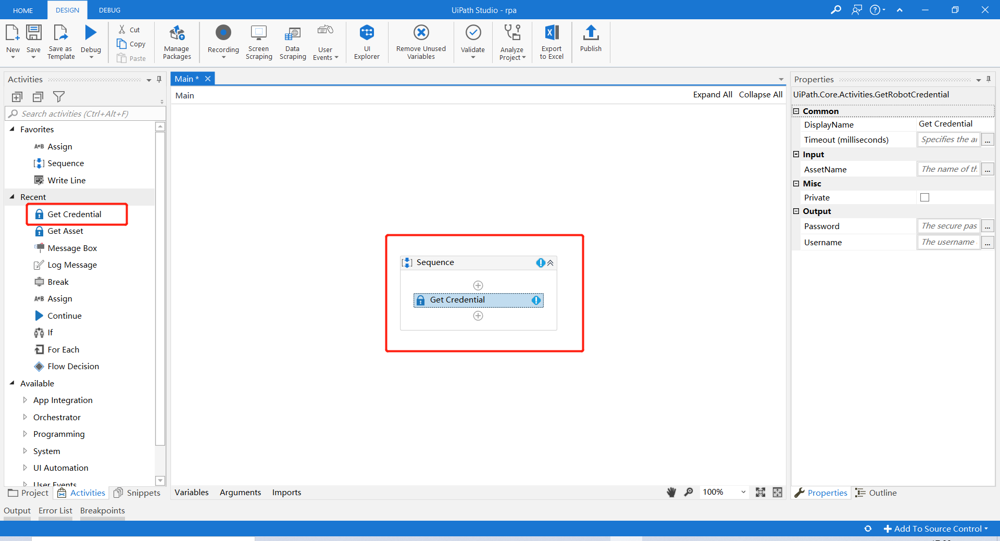 HOME
DESIGN
DEBUG
UiPath Studio - rpa
New
Save
Save as
Template
Debug
Cut
Copy
Paste
Manage
Packages
Recording
Screen
Scraping
Data
Scraping
User
Events
UI
Explorer
Remove Unused
Variables
Validate
Analyze
Project
Export
to Excel
Publish
Activities
Search activities (Ctrl+Alt+F)
Favorites
Assign
Sequence
Write Line
Recent
Get Credential
Get Asset
Message Box
Log Message
Break
Assign
Continue
If
For Each
Flow Decision
Available
App Integration
Orchestrator
Programming
System
UI Automation
User Events
Project
Activities
Snippets
Main *
Main
Expand All
Collapse All
Sequence
Get Credential
Variables
Arguments
Imports
100%
Properties
UiPath.Core.Activities.GetRobotCredential
Common
DisplayName
Get Credential
Timeout (milliseconds)
Specifies the
...
Input
AssetName
The name of
...
Misc
Private
Output
Password
The secure pas
...
Username
The username
...
Properties
Outline
Output
Error List
Breakpoints
Add To Source Control